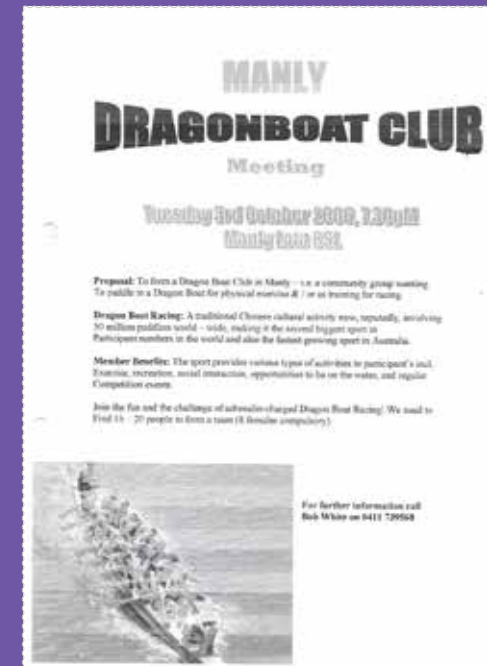 MANLY
DRAGONBOAT CLUB
Meeting
Tuesday 3rd October 2000, 7.30pM
Manly RSL
Proposal: To form a Dragon Boat Club in Manly – i.e. a community group wanting
To paddle in a Dragon Boat for physical exercise & / or as training for racing.
Dragon Boat Racing: A traditional Chinese cultural activity now, reputedly, involving
50 million paddlers world – wide, making it the second biggest sport in
Participant numbers in the world and also the fastest growing sport in Australia.
Member Benefits: The sport provides various types of activities to participant's incl.
Exercise, recreation, social interaction, opportunities to be on the water, and regular
Competition events.
Join the fun and the challenge of adrenalin-charged Dragon Boat Racing! We need to
Find – 20 people to form a team (8 females compulsory)
For further information call
Bob White on 0411